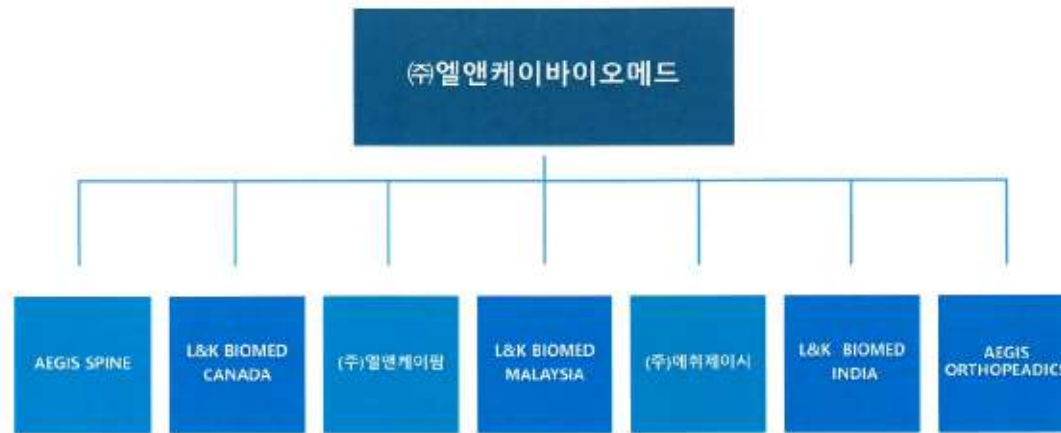 ㈜엘앤케이바이오메드
AEGIS SPINE
L&K BIOMED
CANADA
(주)엘앤케이팜
L&K BIOMED
MALAYSIA
(주)에취제이시
L&K BIOMED
INDIA
AEGIS
ORTHOPEADICS